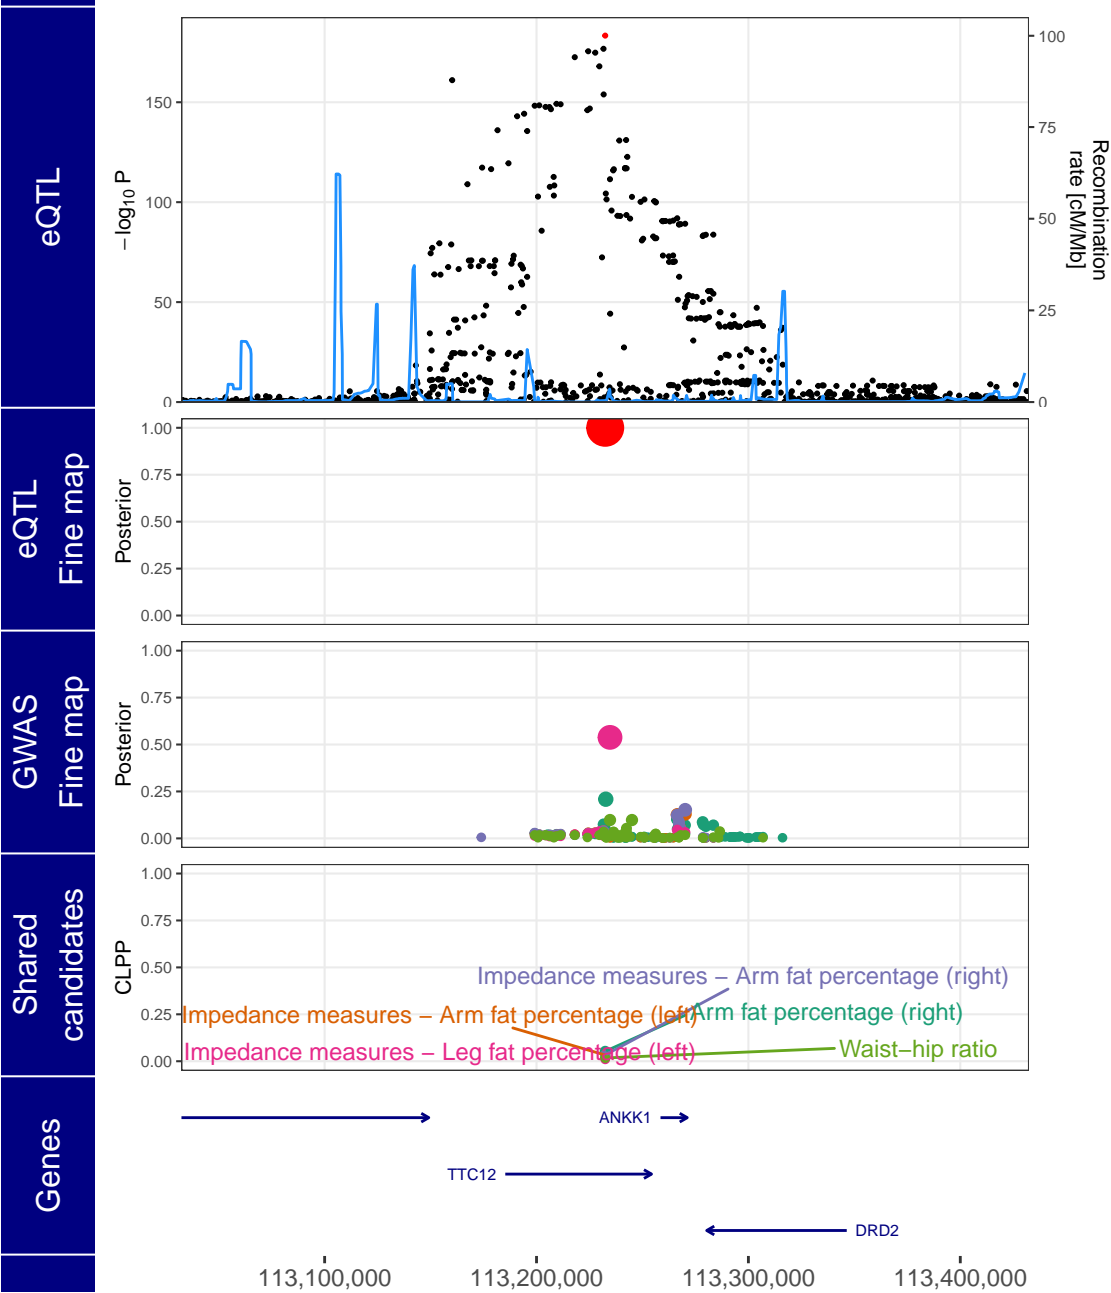 eQTL
−log10 P
150
100
50
0
100
75
50
25
0
Recombination
rate [cM/Mb]
eQTL
Fine map
Posterior
1.00
0.75
0.50
0.25
0.00
GWAS
Fine map
Posterior
1.00
0.75
0.50
0.25
0.00
Shared
candidates
CLPP
1.00
0.75
0.50
0.25
0.00
Impedance measures − Arm fat percentage (right)
Impedance measures − Arm fat percentage (left)
Arm fat percentage (right)
Impedance measures − Leg fat percentage (left)
Waist−hip ratio
Genes
ANKK1
TTC12
DRD2
113,100,000
113,200,000
113,300,000
113,400,000